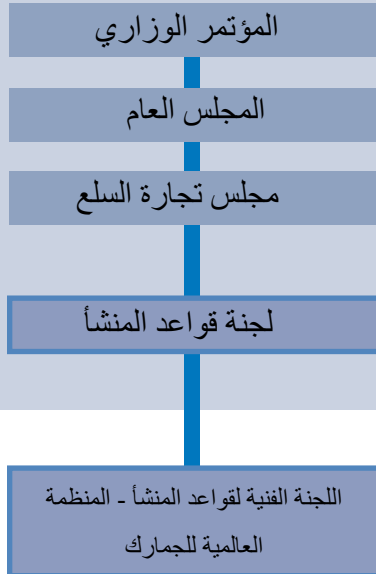 المؤتمر الوزاري
المجلس العام
مجلس تجارة السلع
لجنة قواعد المنشأ
اللجنة الفنية لقواعد المنشأ - المنظمة
العالمية للجمارك